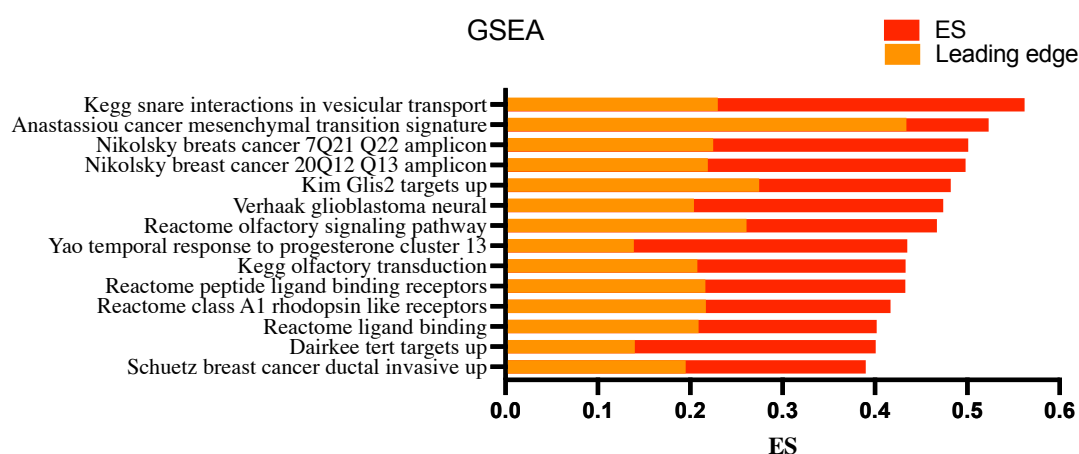 GSEA
ES
Leading edge
Kegg snare interactions in vesicular transport
Anastassiou cancer mesenchymal transition signature
Nikolsky breats cancer 7Q21 Q22 amplicon
Nikolsky breast cancer 20Q12 Q13 amplicon
Kim Glis2 targets up
Verhaak glioblastoma neural
Reactome olfactory signaling pathway
Yao temporal response to progesterone cluster 13
Kegg olfactory transduction
Reactome peptide ligand binding receptors
Reactome class A1 rhodopsin like receptors
Reactome ligand binding
Dairkee tert targets up
Schuetz breast cancer ductal invasive up
0.0 0.1 0.2 0.3 0.4 0.5 0.6
ES